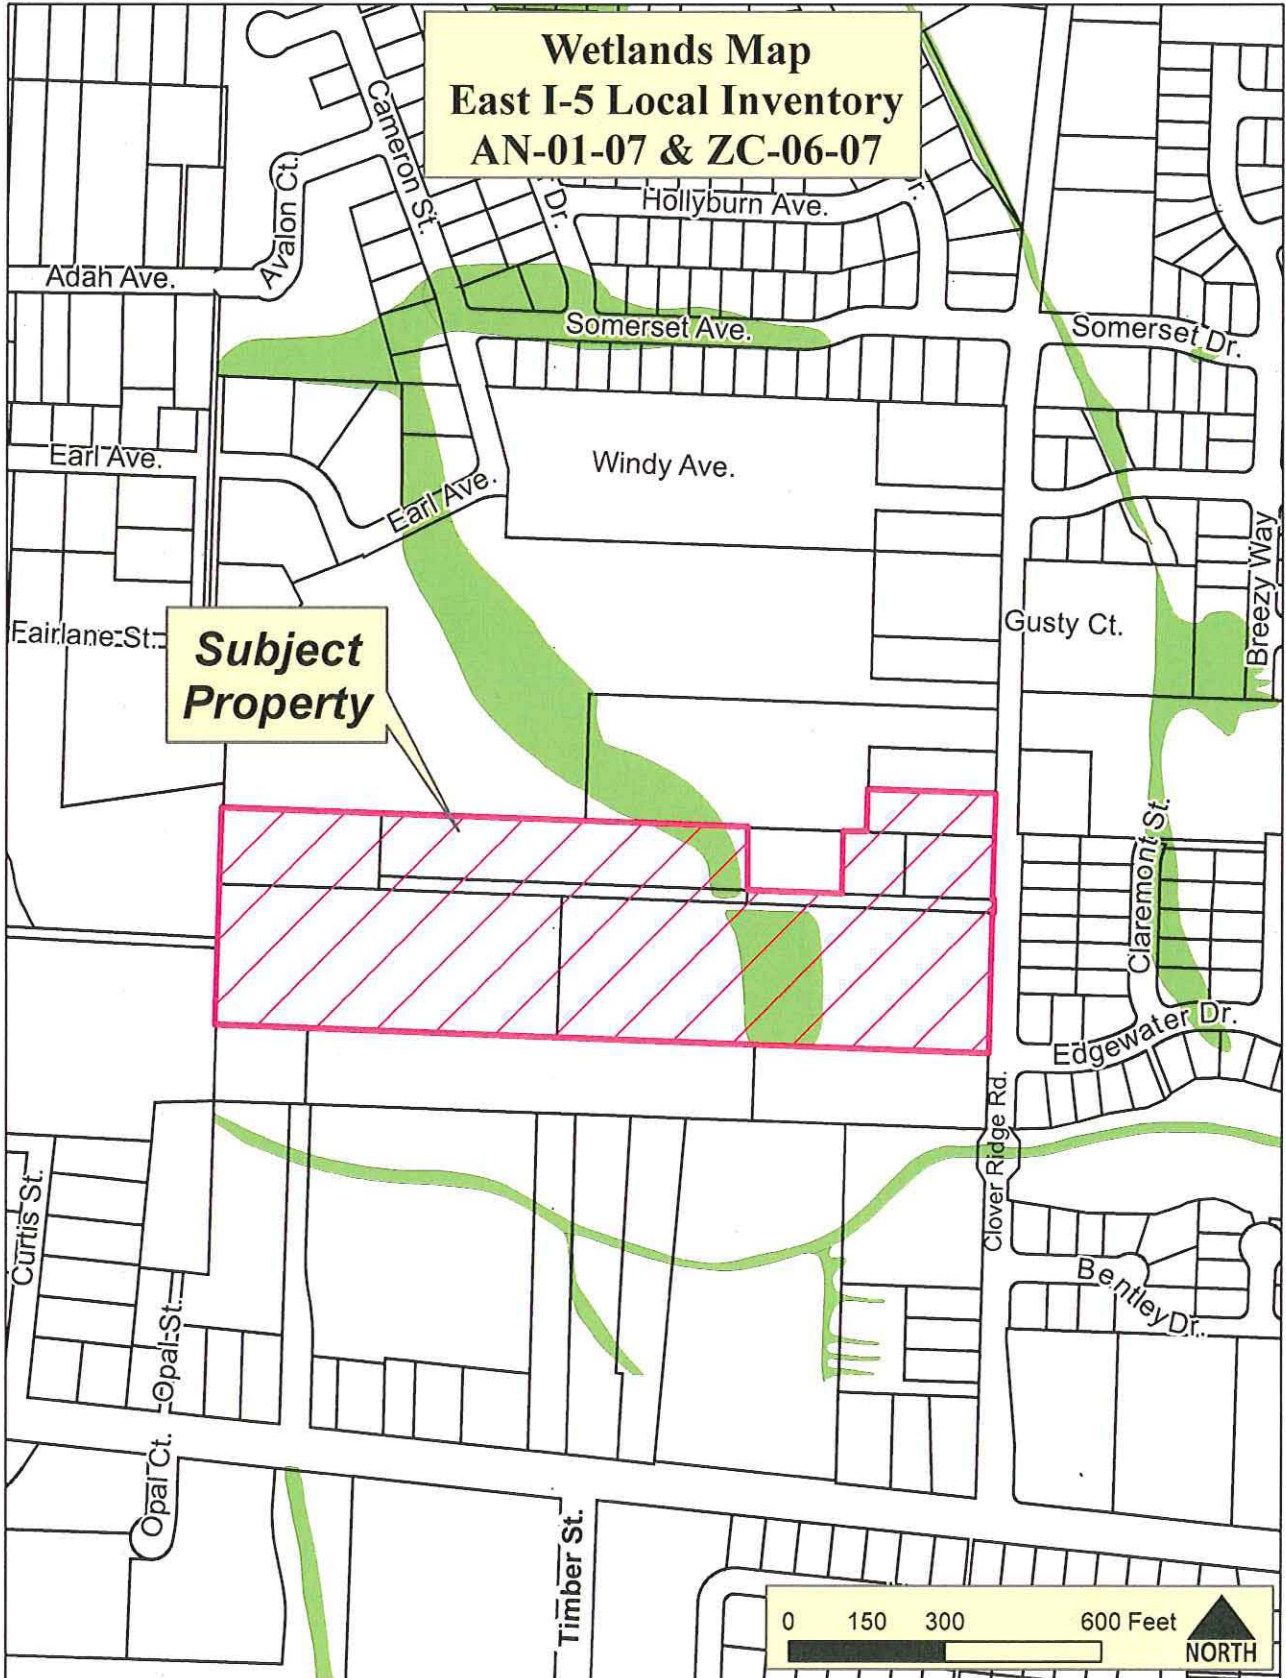 Wetlands Map
East I-5 Local Inventory
AN-01-07 & ZC-06-07
Cameron St.
Avalon Ct.
Dr.
Hollyburn Ave.
Dr.
Adah Ave.
Somerset Ave.
Somerset Dr.
Earl Ave.
Windy Ave.
Earl Ave.
Breezy Way
Fairlane St.
Gusty Ct.
Subject
Property
Claremont St.
Edgewater Dr.
Clover Ridge Rd.
Curtis St.
Bentley Dr.
Opal St.
Opal Ct.
Timber St.
0 150 300 600 Feet
NORTH